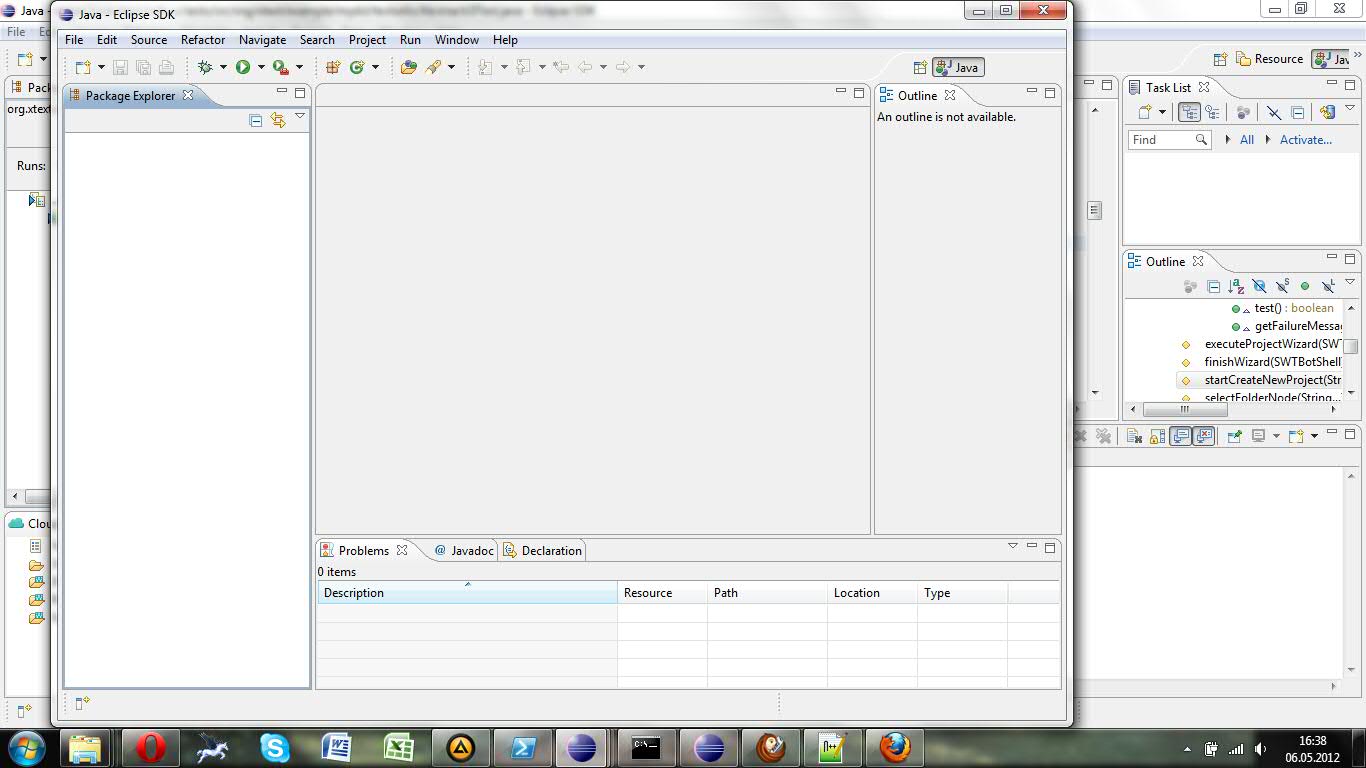 Java - Eclipse SDK
File Edit Source Refactor Navigate Search Project Run Window Help
Java
Package Explorer
Outline
An outline is not available.
Problems
Javadoc
Declaration
0 items
Description Resource Path Location Type
Java -
File
Pack
org.xtext
Runs:
Clou
Resource
Jav
Task List
Find
All
Activate...
Outline
test() : boolean
getFailureMessag
executeProjectWizard(SWT
finishWizard(SWTBotShell
startCreateNewProject(Str
selectFolderNode(String...
16:38
06.05.2012